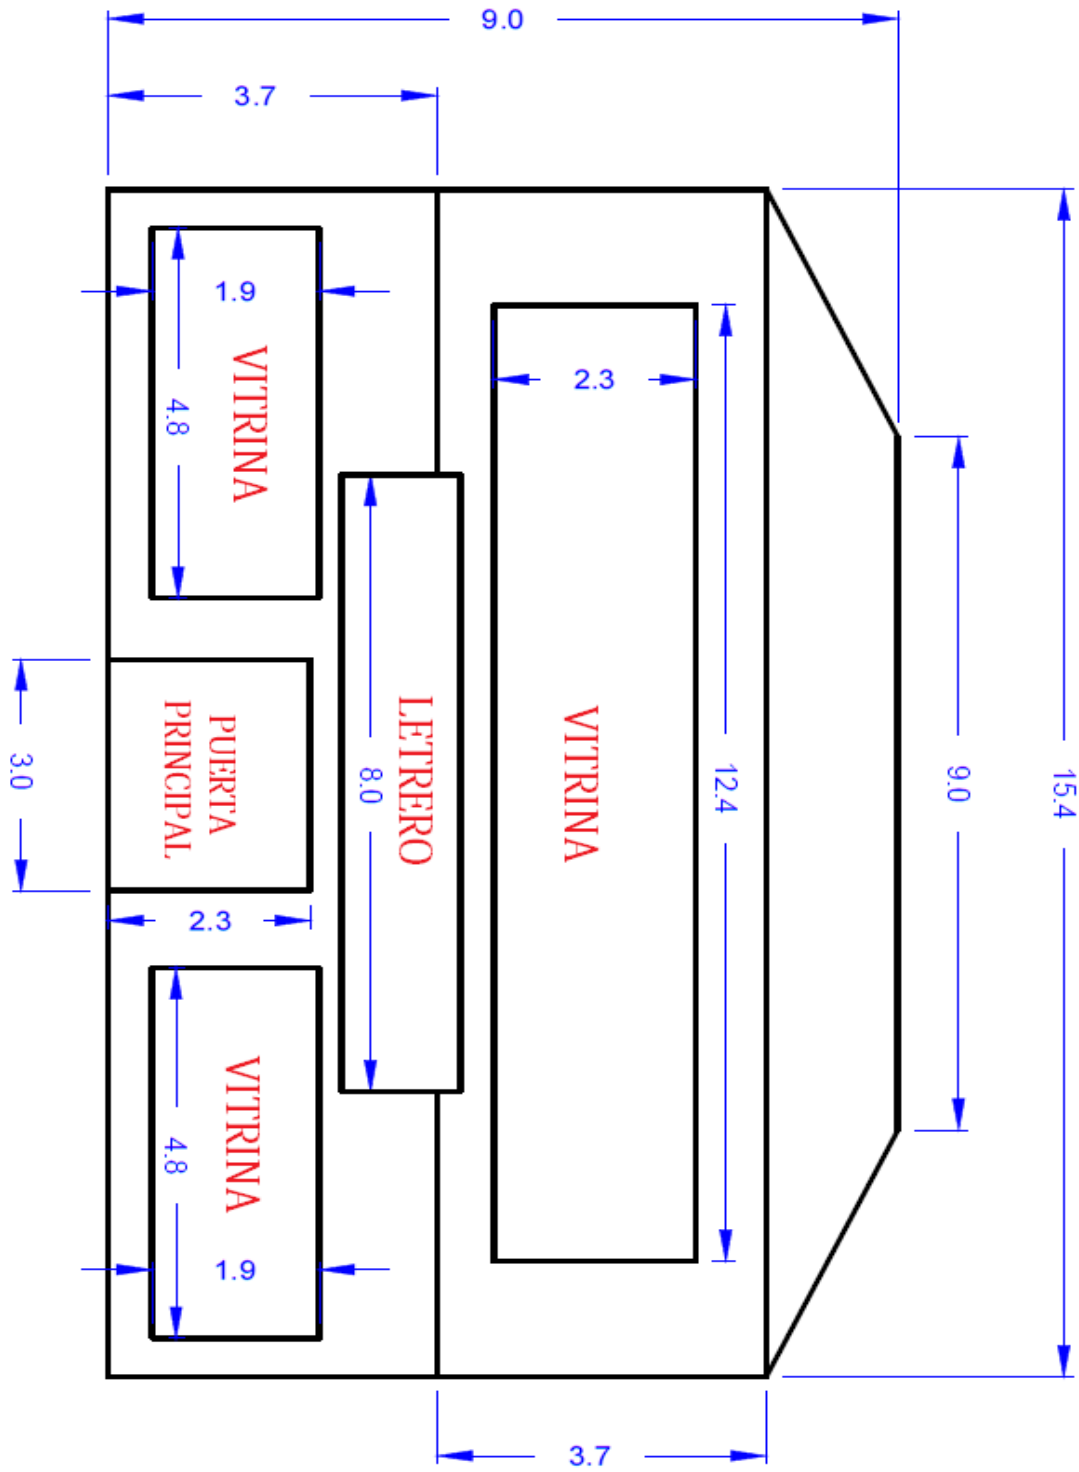 9.0
3.7
1.9
VITRINA
4.8
2.3
LETRERO
8.0
VITRINA
12.4
9.0
15.4
3.0
PUERTA
PRINCIPAL
2.3
VITRINA
4.8
1.9
3.7